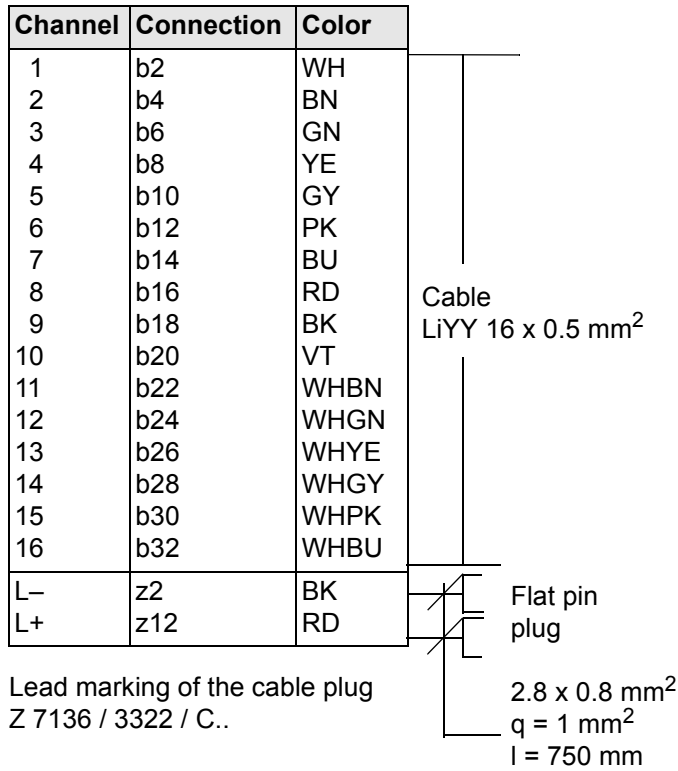 Channel Connection Color
1 b2 WH
2 b4 BN
3 b6 GN
4 b8 YE
5 b10 GY
6 b12 PK
7 b14 BU
8 b16 RD
9 b18 BK
10 b20 VT
11 b22 WHBN
12 b24 WHGN
13 b26 WHYE
14 b28 WHGY
15 b30 WHPK
16 b32 WHBU
L– z2 BK
L+ z12 RD
Cable
LiYY 16 x 0.5 mm²
Flat pin
plug
Lead marking of the cable plug
Z 7136 / 3322 / C..
2.8 x 0.8 mm²
q = 1 mm²
l = 750 mm